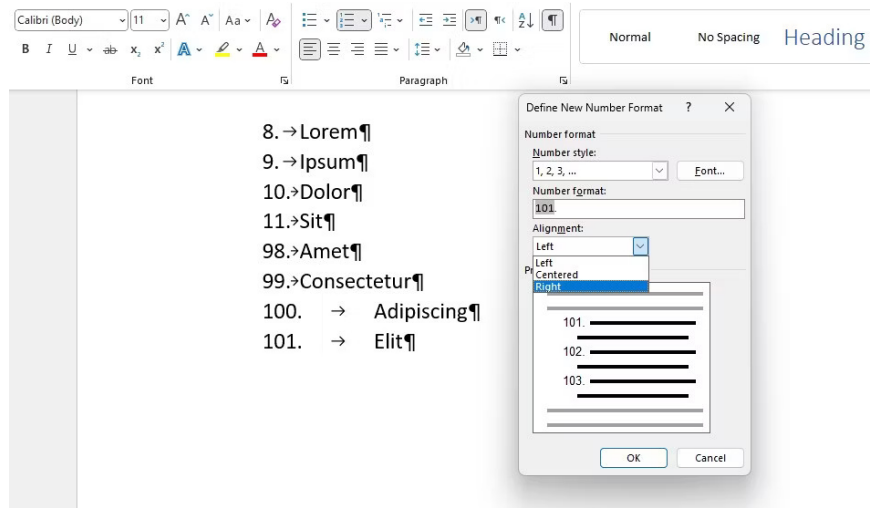 Calibri (Body) 11 A^ A˅ Aa A
B I U ab x₂ x² A A
A Z ¶
Normal No Spacing Heading
Font Paragraph
Define New Number Format ? ×
Number format
Number style:
1, 2, 3, ... Font...
Number format:
101.
Alignment:
Left
Left
Centered
Right
8.→Lorem¶
9.→Ipsum¶
10.→Dolor¶
11.→Sit¶
98.→Amet¶
99.→Consectetur¶
100. → Adipiscing¶
101. → Elit¶
101.
102.
103.
OK Cancel